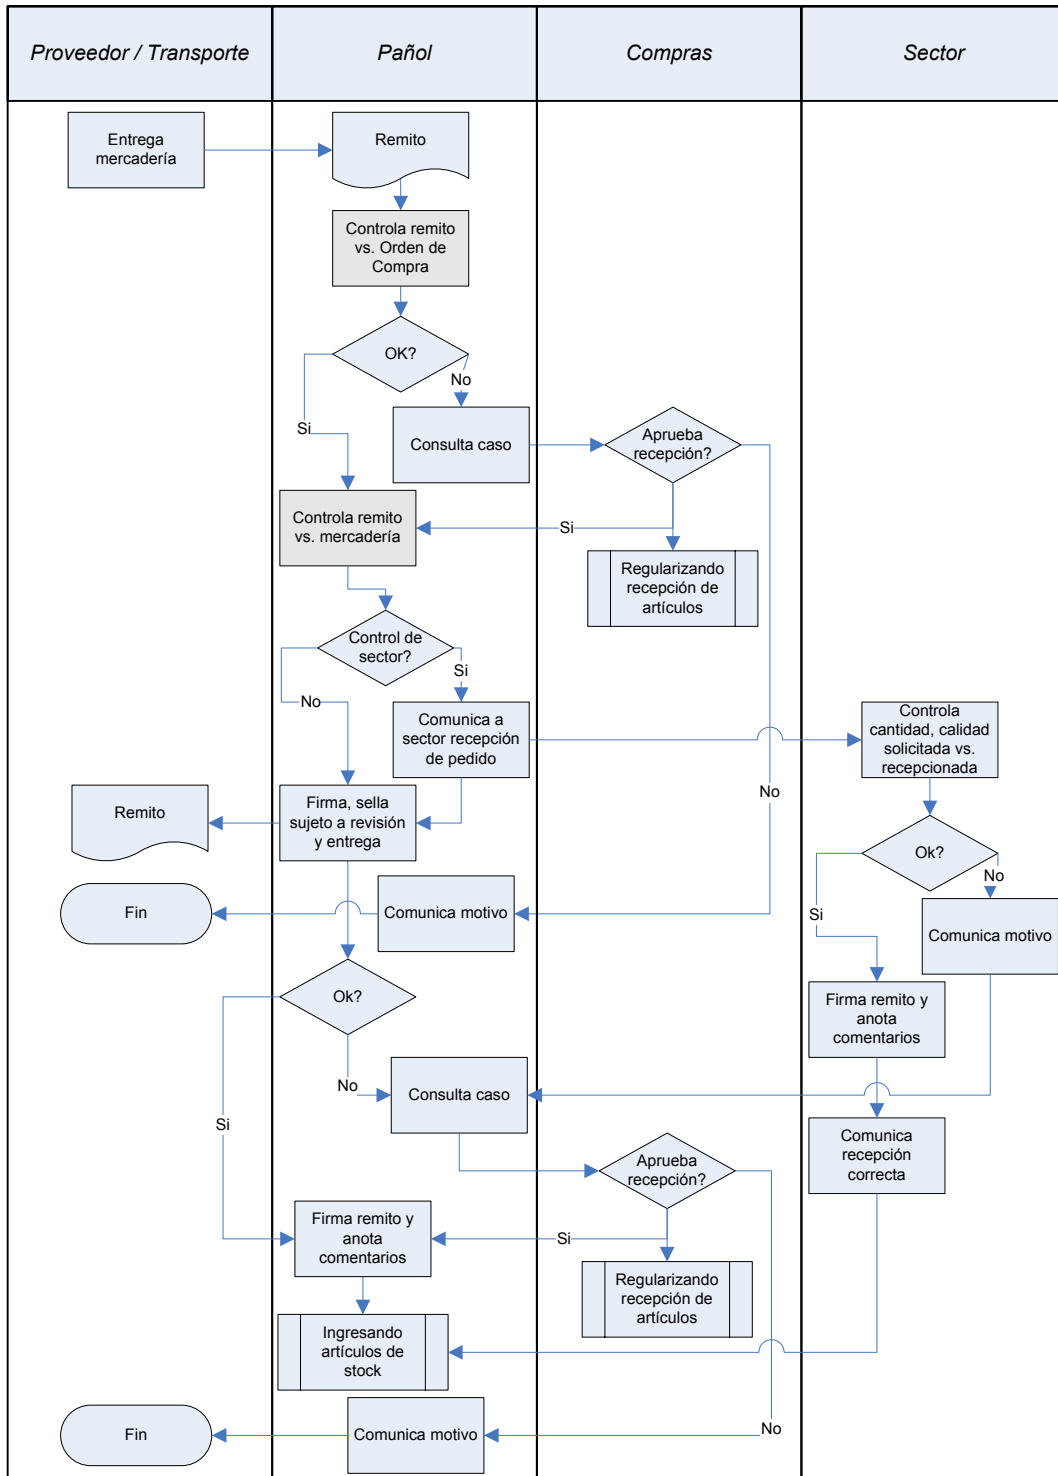 Proveedor / Transporte
Pañol
Compras
Sector
Entrega
mercadería
Remito
Controla remito
vs. Orden de
Compra
OK?
No
Si
Consulta caso
Aprueba
recepción?
Controla remito
vs. mercadería
Si
Regularizando
recepción de
artículos
Control de
sector?
Si
No
Comunica a
sector recepción
de pedido
Controla
cantidad, calidad
solicitada vs.
recepcionada
No
Remito
Firma, sella
sujeto a revisión
y entrega
Ok?
No
Si
Fin
Comunica motivo
Comunica motivo
Ok?
Firma remito y
anota
comentarios
No
Consulta caso
Si
Comunica
recepción
correcta
Aprueba
recepción?
Firma remito y
anota
comentarios
Si
Regularizando
recepción de
artículos
Ingresando
artículos de
stock
No
Fin
Comunica motivo